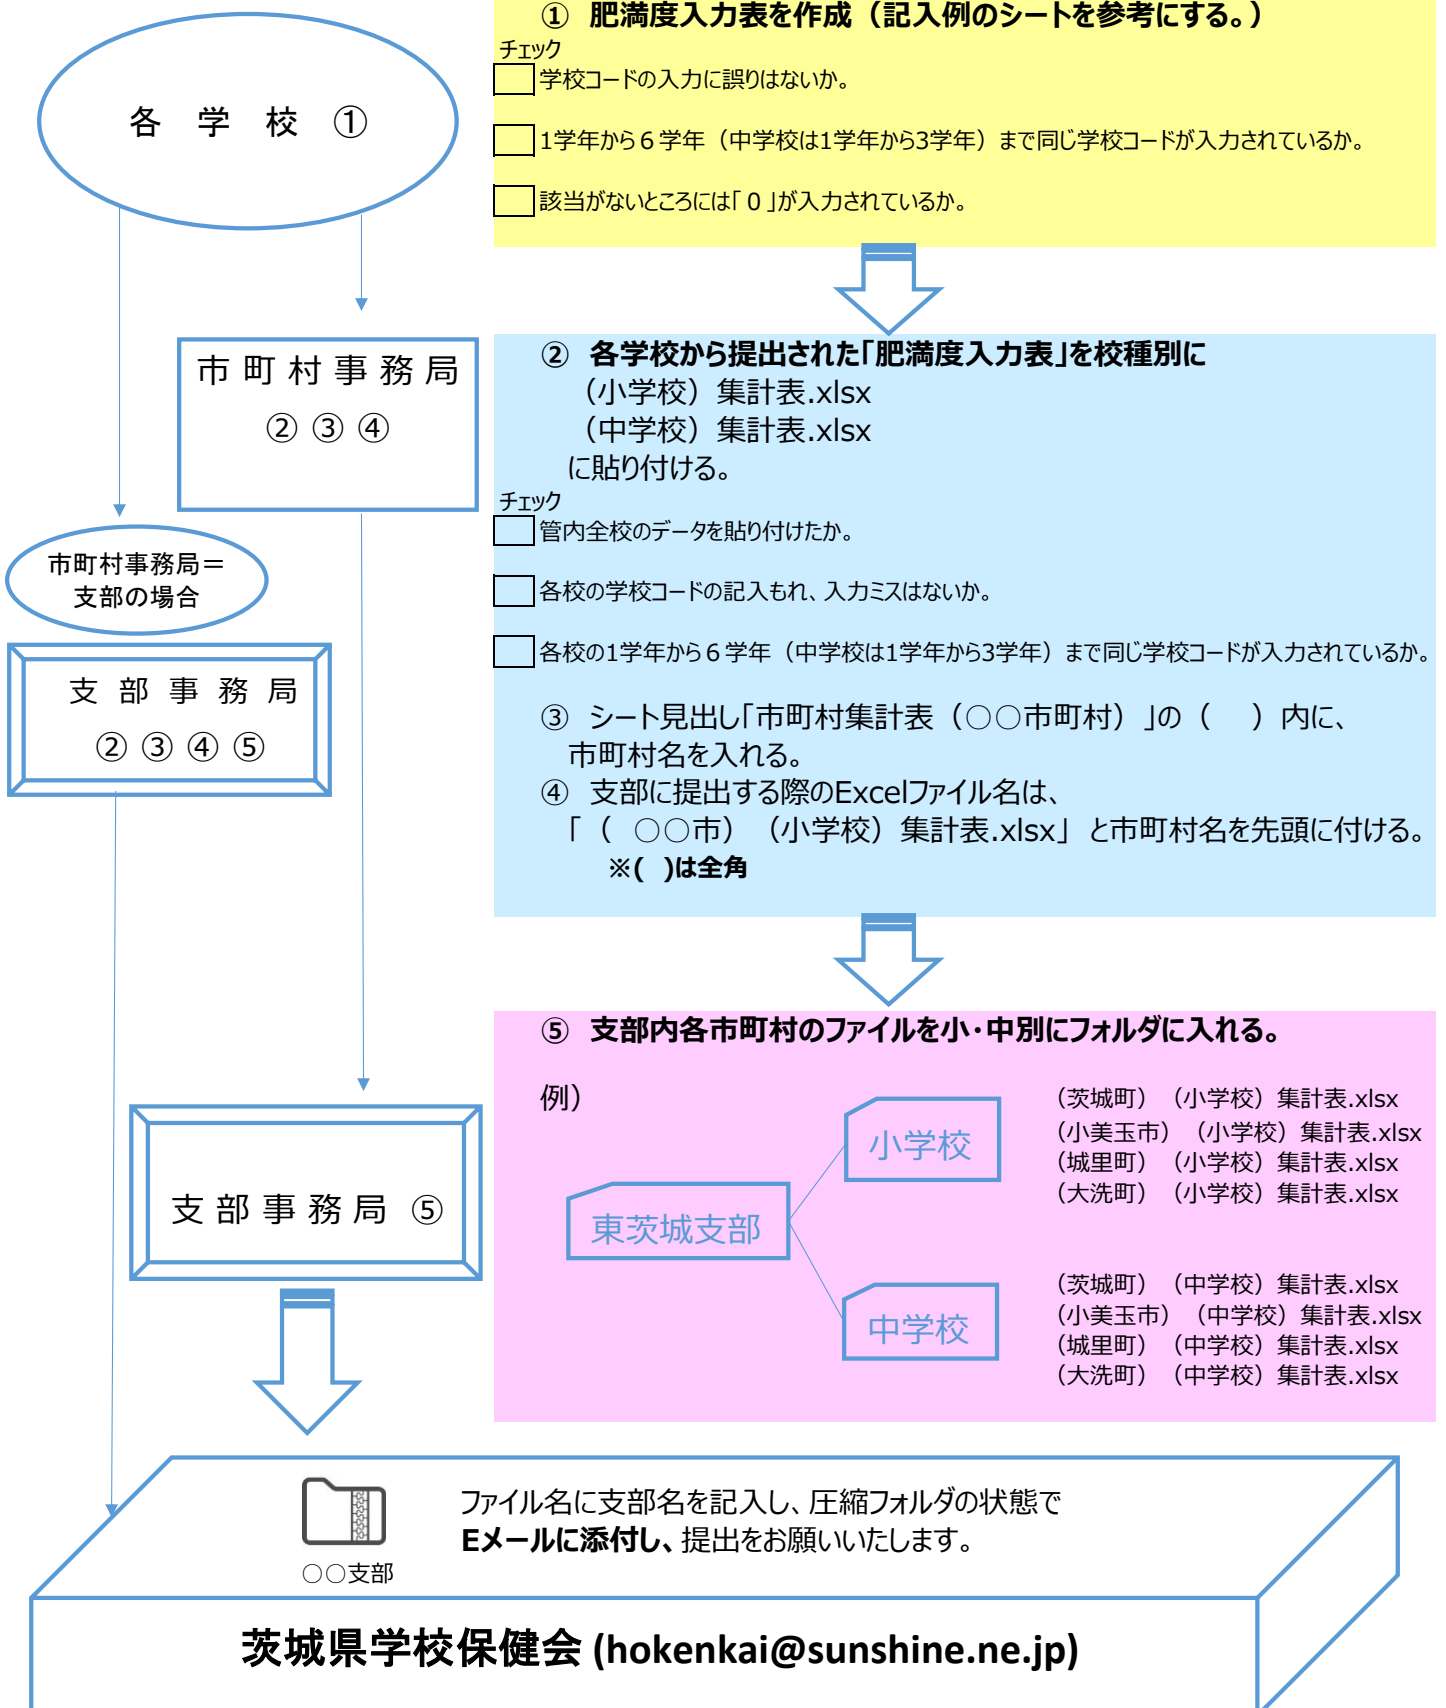 各　学　校　①
① 肥満度入力表を作成（記入例のシートを参考にする。）
チェック
学校コードの入力に誤りはないか。
1学年から６学年（中学校は1学年から3学年）まで同じ学校コードが入力されているか。
該当がないところには「０」が入力されているか。
市町村事務局
②③④
② 各学校から提出された「肥満度入力表」を校種別に
（小学校）集計表.xlsx
（中学校）集計表.xlsx
に貼り付ける。
チェック
管内全校のデータを貼り付けたか。
各校の学校コードの記入もれ、入力ミスはないか。
各校の1学年から６学年（中学校は1学年から3学年）まで同じ学校コードが入力されているか。
市町村事務局＝
支部の場合
支部事務局
②③④⑤
③ シート見出し「市町村集計表（○○市町村）」の（　）内に、
市町村名を入れる。
④ 支部に提出する際のExcelファイル名は、
「（ ○○市）（小学校）集計表.xlsx」と市町村名を先頭に付ける。
※( )は全角
支部事務局 ⑤
⑤ 支部内各市町村のファイルを小・中別にフォルダに入れる。
例）
東茨城支部
小学校
（茨城町）（小学校）集計表.xlsx
（小美玉市）（小学校）集計表.xlsx
（城里町）（小学校）集計表.xlsx
（大洗町）（小学校）集計表.xlsx
中学校
（茨城町）（中学校）集計表.xlsx
（小美玉市）（中学校）集計表.xlsx
（城里町）（中学校）集計表.xlsx
（大洗町）（中学校）集計表.xlsx
ファイル名に支部名を記入し、圧縮フォルダの状態で
Eメールに添付し、提出をお願いいたします。
○○支部
茨城県学校保健会 (hokenkai@sunshine.ne.jp)